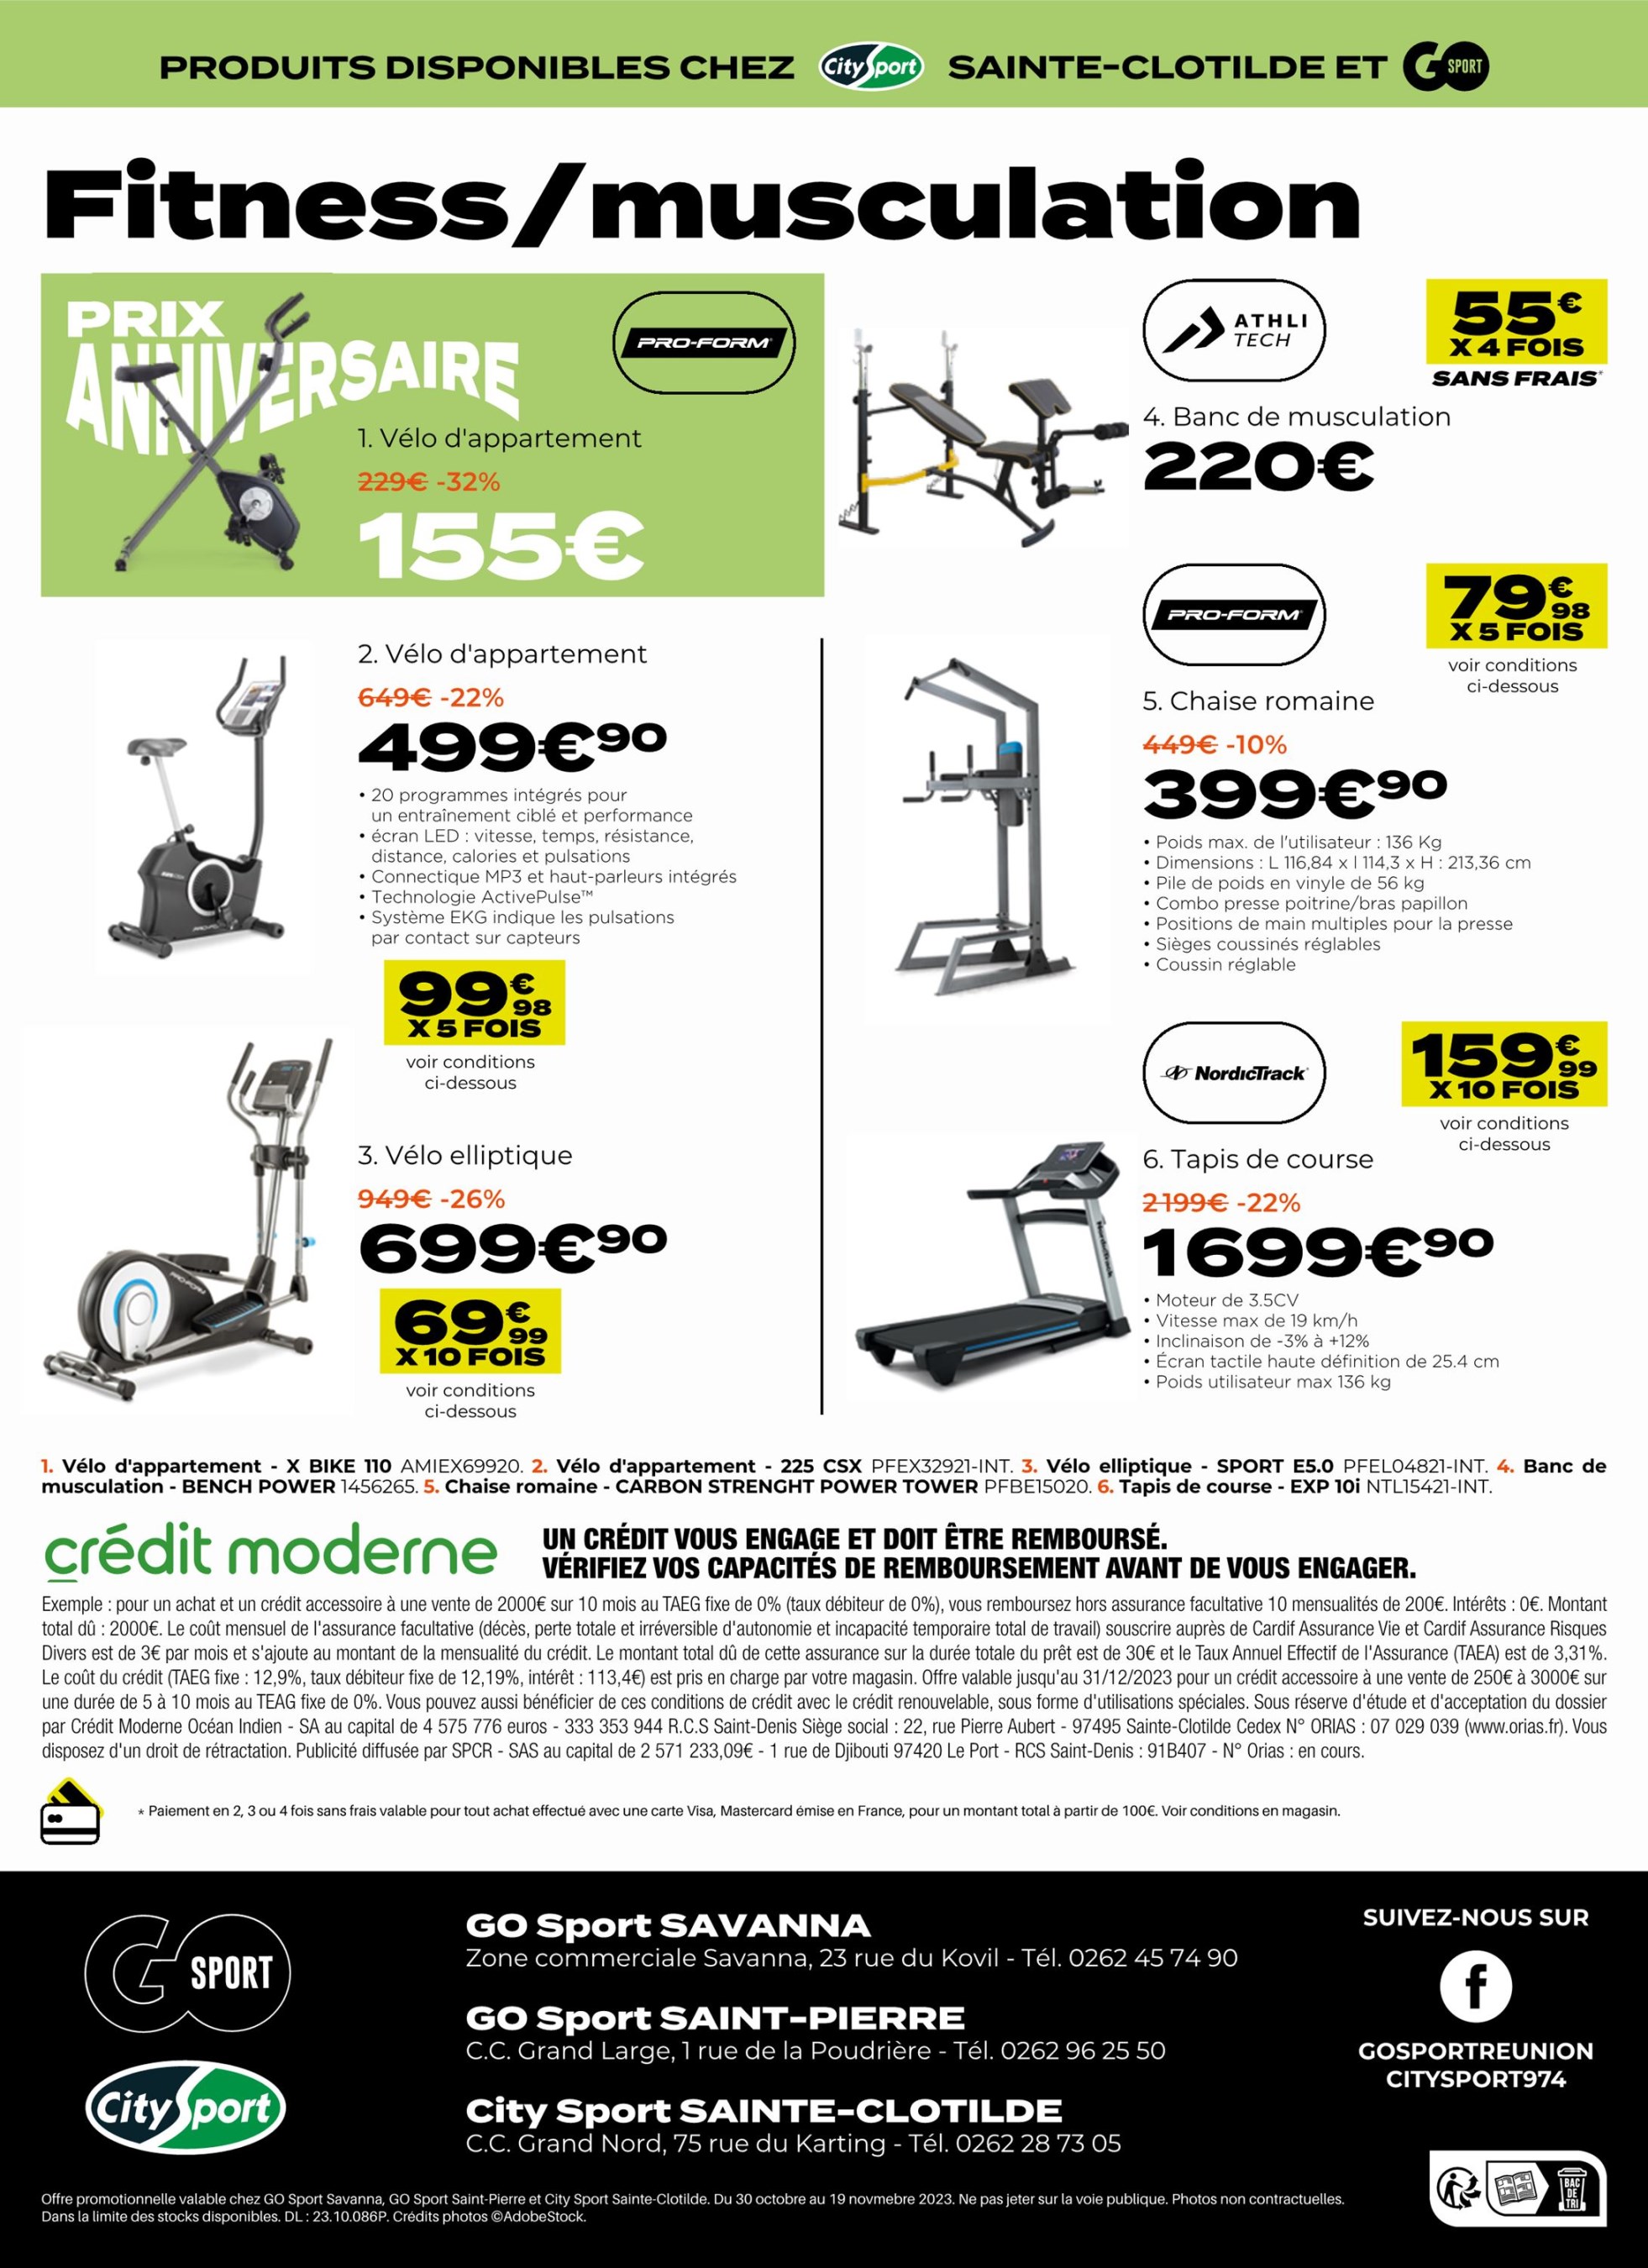 PRODUITS DISPONIBLES CHEZ City Sport SAINTE-CLOTILDE ET GO SPORT
Fitness/musculation
PRIX
ANNIVERSAIRE
PRO-FORM
1. Vélo d'appartement
229€ -32%
155€
ATHLI
TECH
55€
X 4 FOIS
SANS FRAIS*
4. Banc de musculation
220€
2. Vélo d'appartement
649€ -22%
499€90
• 20 programmes intégrés pour
un entraînement ciblé et performance
• écran LED : vitesse, temps, résistance,
distance, calories et pulsations
• Connectique MP3 et haut-parleurs intégrés
• Technologie ActivePulse™
• Système EKG indique les pulsations
par contact sur capteurs
99€98
X 5 FOIS
voir conditions
ci-dessous
3. Vélo elliptique
949€ -26%
699€90
69€99
X 10 FOIS
voir conditions
ci-dessous
PRO-FORM
79€98
X 5 FOIS
voir conditions
ci-dessous
5. Chaise romaine
449€ -10%
399€90
• Poids max. de l'utilisateur : 136 Kg
• Dimensions : L 116,84 x l 114,3 x H : 213,36 cm
• Pile de poids en vinyle de 56 kg
• Combo presse poitrine/bras papillon
• Positions de main multiples pour la presse
• Sièges coussinés réglables
• Coussin réglable
NordicTrack
159€99
X 10 FOIS
voir conditions
ci-dessous
6. Tapis de course
2199€ -22%
1699€90
• Moteur de 3.5CV
• Vitesse max de 19 km/h
• Inclinaison de -3% à +12%
• Écran tactile haute définition de 25.4 cm
• Poids utilisateur max 136 kg
1. Vélo d'appartement - X BIKE 110 AMIEX69920. 2. Vélo d'appartement - 225 CSX PFEX32921-INT. 3. Vélo elliptique - SPORT E5.0 PFEL04821-INT. 4. Banc de
musculation - BENCH POWER 1456265. 5. Chaise romaine - CARBON STRENGHT POWER TOWER PFBE15020. 6. Tapis de course - EXP 10i NTL15421-INT.
crédit moderne
UN CRÉDIT VOUS ENGAGE ET DOIT ÊTRE REMBOURSÉ.
VÉRIFIEZ VOS CAPACITÉS DE REMBOURSEMENT AVANT DE VOUS ENGAGER.
Exemple : pour un achat et un crédit accessoire à une vente de 2000€ sur 10 mois au TAEG fixe de 0% (taux débiteur de 0%), vous remboursez hors assurance facultative 10 mensualités de 200€. Intérêts : 0€. Montant
total dû : 2000€. Le coût mensuel de l'assurance facultative (décès, perte totale et irréversible d'autonomie et incapacité temporaire total de travail) souscrire auprès de Cardif Assurance Vie et Cardif Assurance Risques
Divers est de 3€ par mois et s'ajoute au montant de la mensualité du crédit. Le montant total dû de cette assurance sur la durée totale du prêt est de 30€ et le Taux Annuel Effectif de l'Assurance (TAEA) est de 3,31%.
Le coût du crédit (TAEG fixe : 12,9%, taux débiteur fixe de 12,19%, intérêt : 113,4€) est pris en charge par votre magasin. Offre valable jusqu'au 31/12/2023 pour un crédit accessoire à une vente de 250€ à 3000€ sur
une durée de 5 à 10 mois au TEAG fixe de 0%. Vous pouvez aussi bénéficier de ces conditions de crédit avec le crédit renouvelable, sous forme d'utilisations spéciales. Sous réserve d'étude et d'acceptation du dossier
par Crédit Moderne Océan Indien - SA au capital de 4 575 776 euros - 333 353 944 R.C.S Saint-Denis Siège social : 22, rue Pierre Aubert - 97495 Sainte-Clotilde Cedex N° ORIAS : 07 029 039 (www.orias.fr). Vous
disposez d'un droit de rétractation. Publicité diffusée par SPCR - SAS au capital de 2 571 233,09€ - 1 rue de Djibouti 97420 Le Port - RCS Saint-Denis : 91B407 - N° Orias : en cours.
* Paiement en 2, 3 ou 4 fois sans frais valable pour tout achat effectué avec une carte Visa, Mastercard émise en France, pour un montant total à partir de 100€. Voir conditions en magasin.
GO SPORT
City Sport
GO Sport SAVANNA
Zone commerciale Savanna, 23 rue du Kovil - Tél. 0262 45 74 90
GO Sport SAINT-PIERRE
C.C. Grand Large, 1 rue de la Poudrière - Tél. 0262 96 25 50
City Sport SAINTE-CLOTILDE
C.C. Grand Nord, 75 rue du Karting - Tél. 0262 28 73 05
SUIVEZ-NOUS SUR
f
GOSPORTREUNION
CITYSPORT974
BAC
DE
TRI
Offre promotionnelle valable chez GO Sport Savanna, GO Sport Saint-Pierre et City Sport Sainte-Clotilde. Du 30 octobre au 19 novmebre 2023. Ne pas jeter sur la voie publique. Photos non contractuelles.
Dans la limite des stocks disponibles. DL : 23.10.086P. Crédits photos ©AdobeStock.